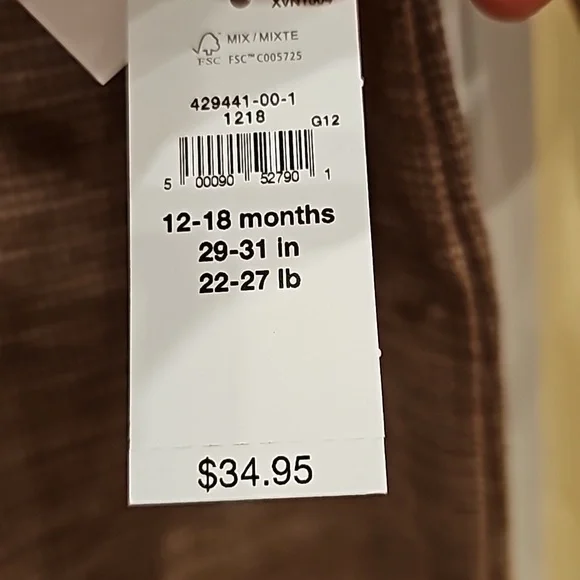 MIX/MIXTE
FSC FSC™ C005725
429441-00-1
1218
G12
5 00090 52790 1
12-18 months
29-31 in
22-27 lb
$34.95